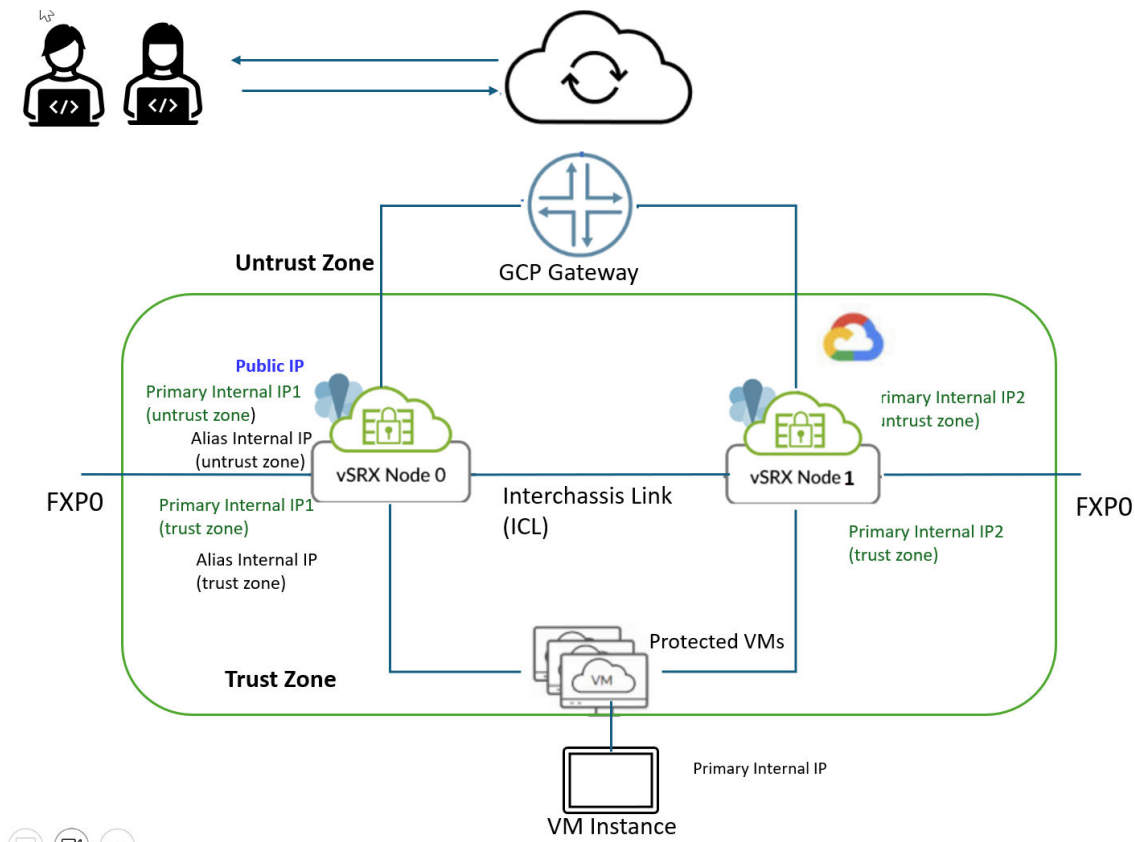 </>
</>
Untrust Zone
GCP Gateway
Public IP
Primary Internal IP1
(untrust zone)
Alias Internal IP
(untrust zone)
rimary Internal IP2
untrust zone)
vSRX Node 0
vSRX Node 1
FXP0
Interchassis Link
(ICL)
FXP0
Primary Internal IP1
(trust zone)
Alias Internal IP
(trust zone)
Primary Internal IP2
(trust zone)
Protected VMs
VM
Trust Zone
Primary Internal IP
VM Instance